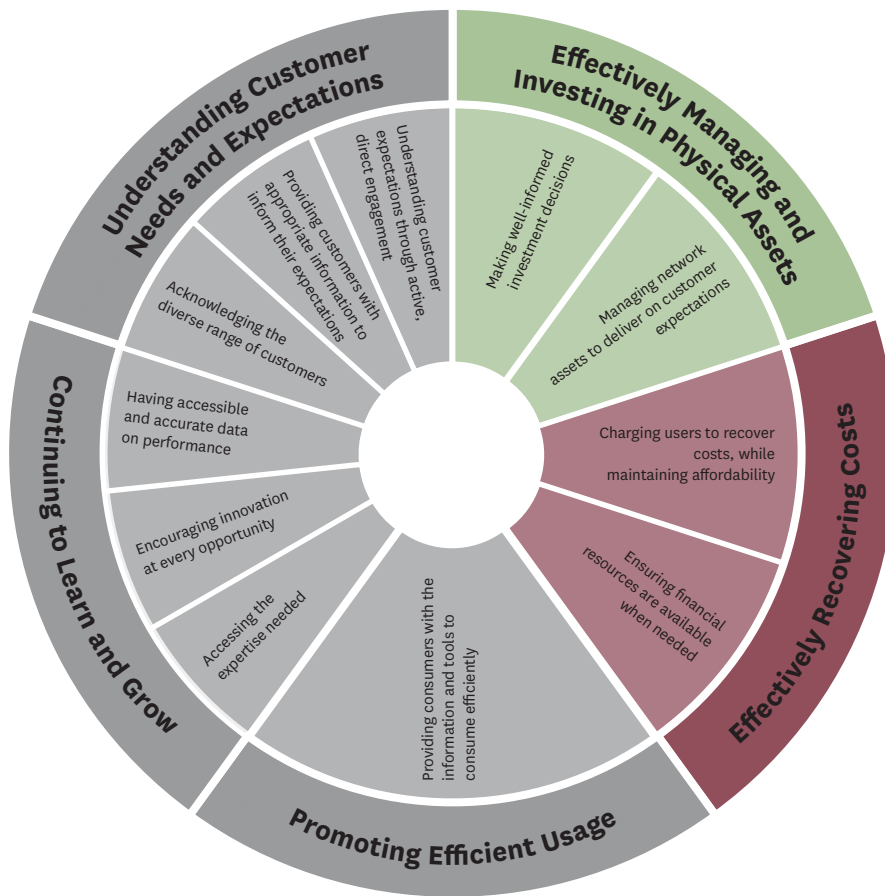 Understanding Customer
Needs and Expectations
Understanding customer
expectations through active,
direct engagement
Providing customers with
appropriate information to
inform their expectations
Acknowledging the
diverse range of customers
Effectively Managing and
Investing in Physical Assets
Making well-informed
investment decisions
Managing network
assets to deliver on customer
expectations
Effectively Recovering Costs
Charging users to recover
costs, while
maintaining affordability
Ensuring financial
resources are available
when needed
Promoting Efficient Usage
Providing consumers with the
information and tools to
consume efficiently
Continuing to Learn and Grow
Having accessible
and accurate data
on performance
Encouraging innovation
at every opportunity
Accessing the
expertise needed